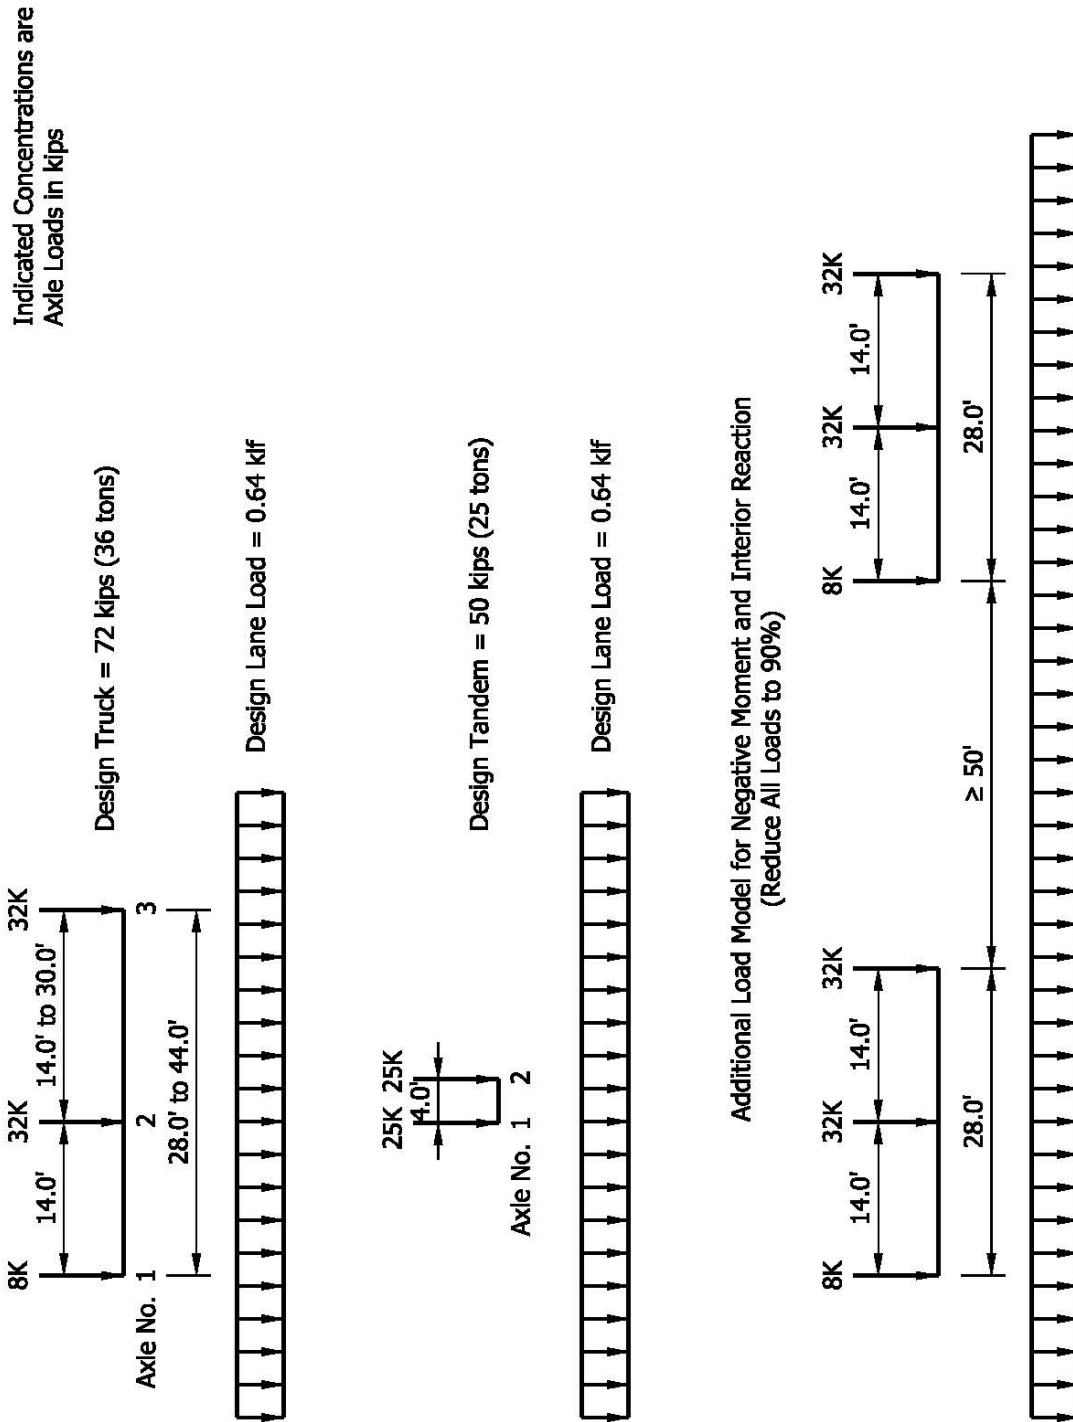 Indicated Concentrations are
Axle Loads in kips
8K 32K 32K
14.0' 14.0' to 30.0'
Design Truck = 72 kips (36 tons)
Axle No. 1 2 3
28.0' to 44.0'
Design Lane Load = 0.64 klf
25K 25K
4.0'
Design Tandem = 50 kips (25 tons)
Axle No. 1 2
Design Lane Load = 0.64 klf
Additional Load Model for Negative Moment and Interior Reaction
(Reduce All Loads to 90%)
8K 32K 32K 8K 32K 32K
14.0' 14.0' 14.0' 14.0'
28.0' ≥ 50' 28.0'